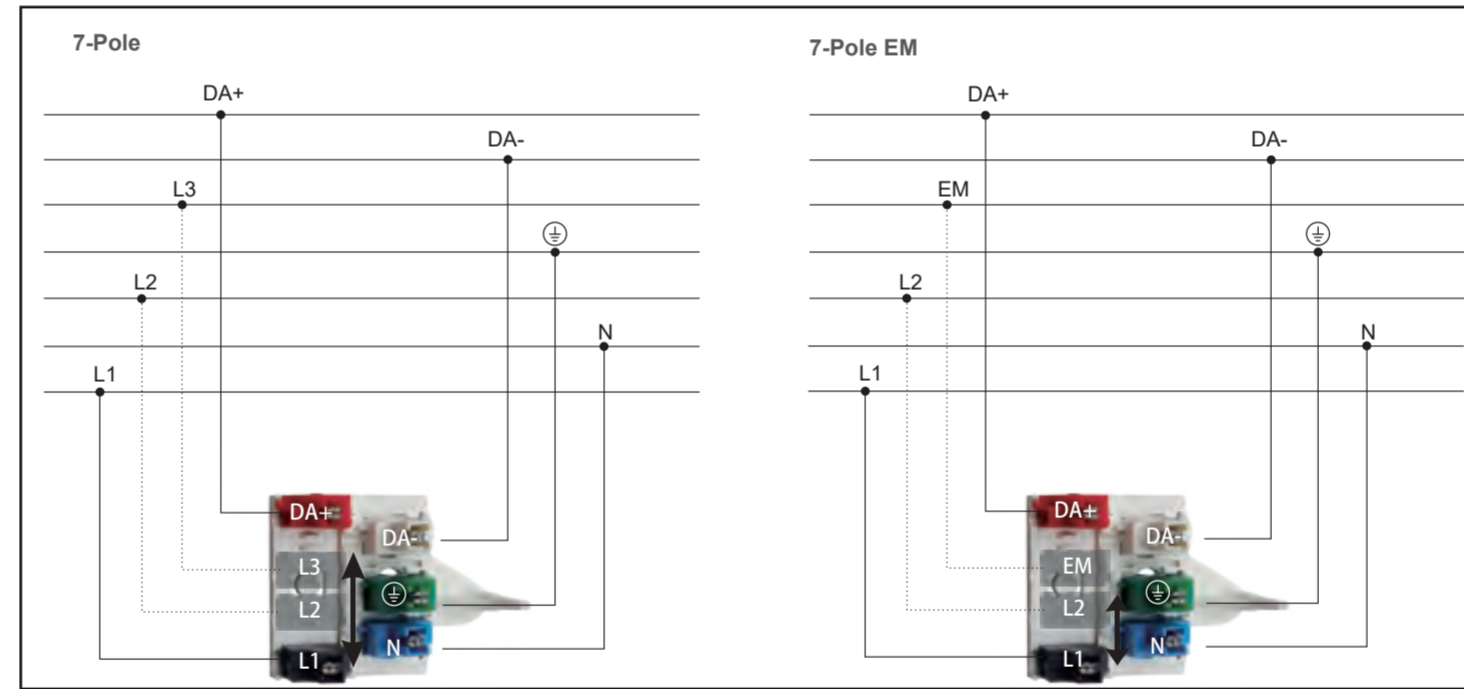 7-Pole
DA+
DA-
L3
L2
N
L1
DA+
DA-
L3
L2
N
L1
7-Pole EM
DA+
DA-
EM
L2
N
L1
DA+
DA-
EM
L2
N
L1